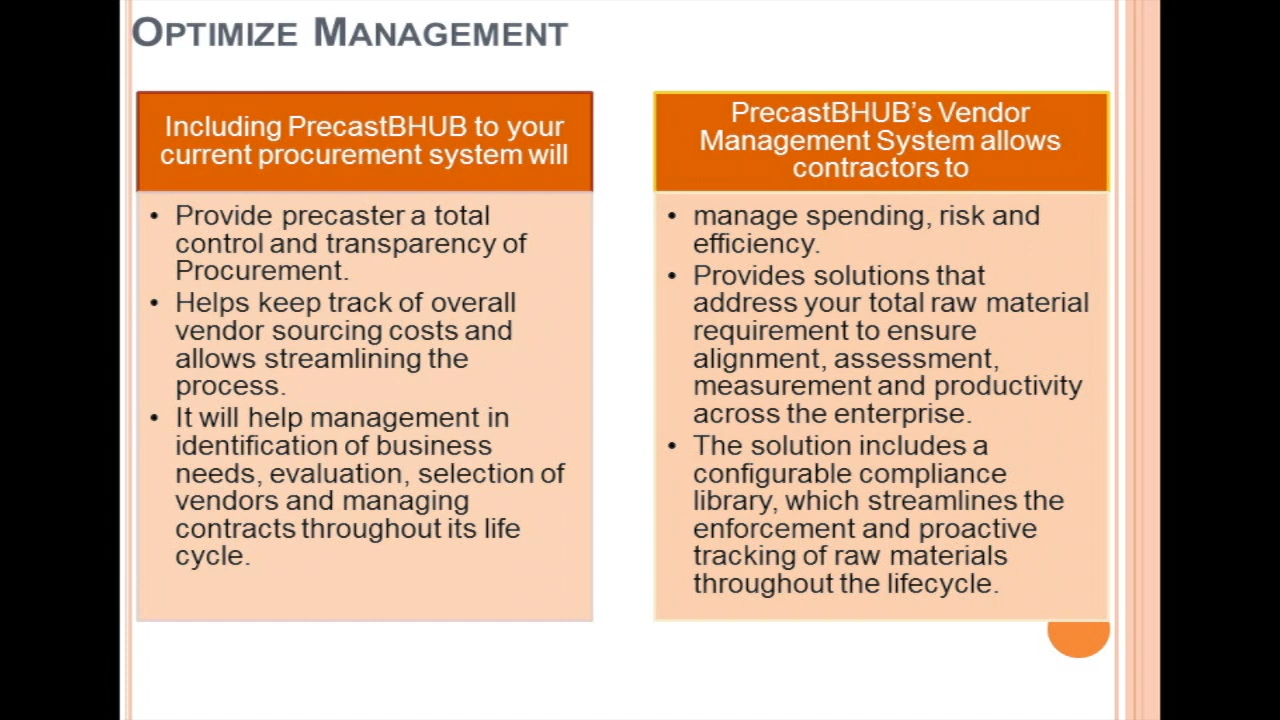 OPTIMIZE MANAGEMENT
Including PrecastBHUB to your
current procurement system will
• Provide precaster a total
control and transparency of
Procurement.
• Helps keep track of overall
vendor sourcing costs and
allows streamlining the
process.
• It will help management in
identification of business
needs, evaluation, selection of
vendors and managing
contracts throughout its life
cycle.
PrecastBHUB’s Vendor
Management System allows
contractors to
• manage spending, risk and
efficiency.
• Provides solutions that
address your total raw material
requirement to ensure
alignment, assessment,
measurement and productivity
across the enterprise.
• The solution includes a
configurable compliance
library, which streamlines the
enforcement and proactive
tracking of raw materials
throughout the lifecycle.